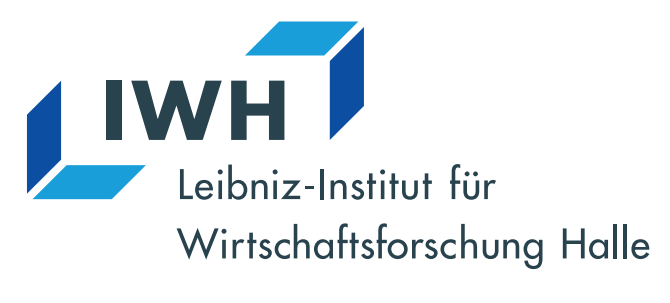 IWH
Leibniz-Institut für
Wirtschaftsforschung Halle